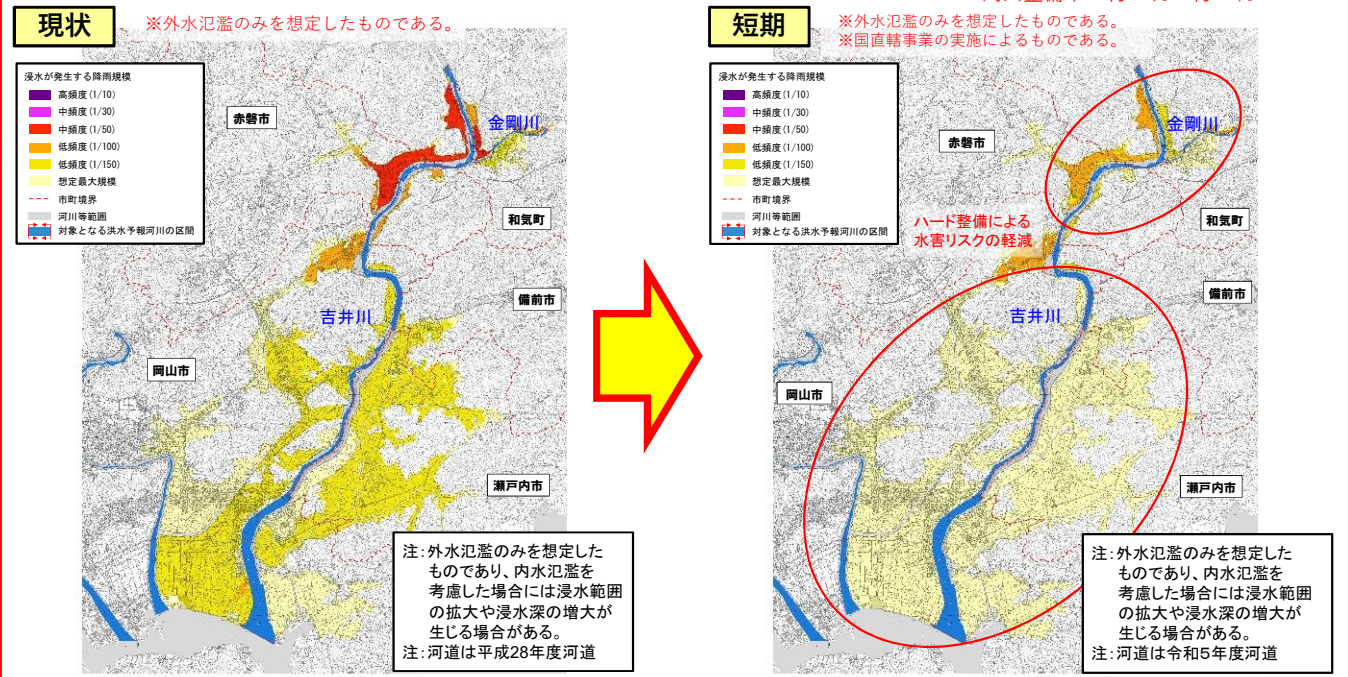 現状
※外水氾濫のみを想定したものである。
浸水が発生する降雨規模
高頻度(1/10)
中頻度(1/30)
中頻度(1/50)
低頻度(1/100)
低頻度(1/150)
想定最大規模
市町境界
河川等範囲
対象となる洪水予報河川の区間
赤磐市
金剛川
和気町
備前市
吉井川
岡山市
瀬戸内市
注:外水氾濫のみを想定した
ものであり、内水氾濫を
考慮した場合には浸水範囲
の拡大や浸水深の増大が
生じる場合がある。
注:河道は平成28年度河道
短期
※外水氾濫のみを想定したものである。
※国直轄事業の実施によるものである。
浸水が発生する降雨規模
高頻度(1/10)
中頻度(1/30)
中頻度(1/50)
低頻度(1/100)
低頻度(1/150)
想定最大規模
市町境界
河川等範囲
対象となる洪水予報河川の区間
赤磐市
金剛川
和気町
ハード整備による
水害リスクの軽減
備前市
吉井川
岡山市
瀬戸内市
注:外水氾濫のみを想定した
ものであり、内水氾濫を
考慮した場合には浸水範囲
の拡大や浸水深の増大が
生じる場合がある。
注:河道は令和5年度河道